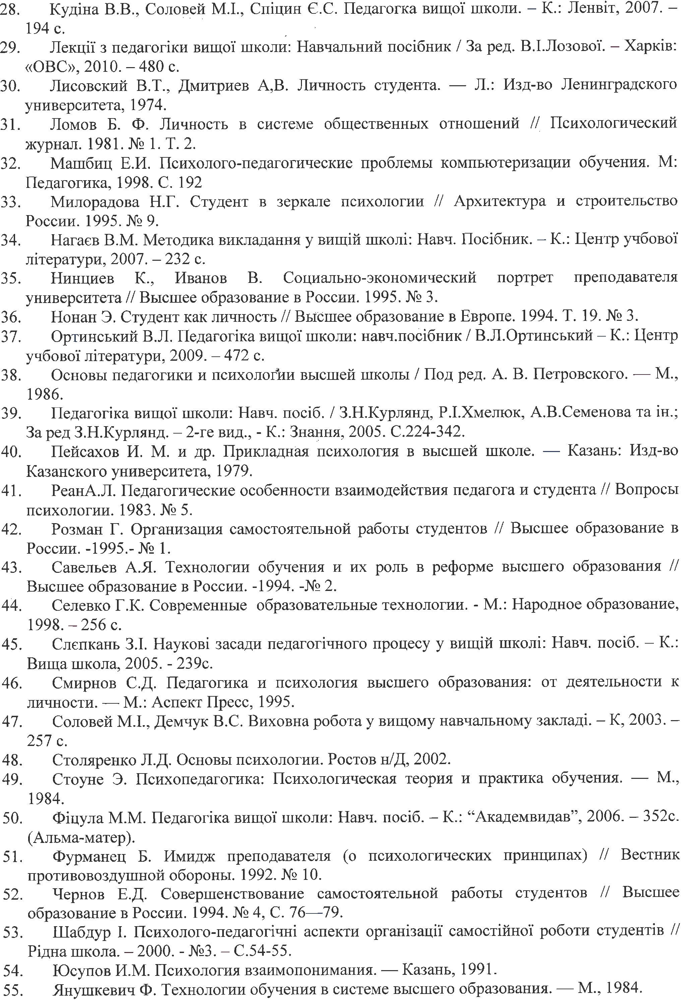 28. Кудіна В.В., Соловей М.І., Спіцин Є.С. Педагогка вищої школи. – К.: Ленвіт, 2007. –
194 с.
29. Лекції з педагогіки вищої школи: Навчальний посібник / За ред. В.І.Лозової. – Харків:
«ОВС», 2010. – 480 с.
30. Лисовский В.Т., Дмитриев А,В. Личность студента. — Л.: Изд-во Ленинградского
университета, 1974.
31. Ломов Б. Ф. Личность в системе общественных отношений // Психологический
журнал. 1981. № 1. Т. 2.
32. Машбиц Е.И. Психолого-педагогические проблемы компьютеризации обучения. М:
Педагогика, 1998. С. 192
33. Милорадова Н.Г. Студент в зеркале психологии // Архитектура и строительство
России. 1995. № 9.
34. Нагаєв В.М. Методика викладання у вищій школі: Навч. Посібник. – К.: Центр учбової
літератури, 2007. – 232 с.
35. Нинциев К., Иванов В. Социально-экономический портрет преподавателя
университета // Высшее образование в России. 1995. № 3.
36. Нонан Э. Студент как личность // Высшее образование в Европе. 1994. Т. 19. № 3.
37. Ортинський В.Л. Педагогіка вищої школи: навч.посібник / В.Л.Ортинський – К.: Центр
учбової літератури, 2009. – 472 с.
38. Основы педагогики и психологии высшей школы / Под ред. А. В. Петровского. — М.,
1986.
39. Педагогіка вищої школи: Навч. посіб. / З.Н.Курлянд, Р.І.Хмелюк, А.В.Семенова та ін.;
За ред З.Н.Курлянд. – 2-ге вид., - К.: Знання, 2005. С.224-342.
40. Пейсахов И. М. и др. Прикладная психология в высшей школе. — Казань: Изд-во
Казанского университета, 1979.
41. РеанА.Л. Педагогические особенности взаимодействия педагога и студента // Вопросы
психологии. 1983. № 5.
42. Розман Г. Организация самостоятельной работы студентов // Высшее образование в
России. -1995.- № 1.
43. Савельев А.Я. Технологии обучения и их роль в реформе высшего образования //
Высшее образование в России. -1994. -№ 2.
44. Селевко Г.К. Современные образовательные технологии. - М.: Народное образование,
1998. – 256 с.
45. Слєпкань З.І. Наукові засади педагогічного процесу у вищій школі: Навч. посіб. – К.:
Вища школа, 2005. - 239с.
46. Смирнов С.Д. Педагогика и психология высшего образования: от деятельности к
личности. — М.: Аспект Пресс, 1995.
47. Соловей М.І., Демчук В.С. Виховна робота у вищому навчальному закладі. – К, 2003. –
257 с.
48. Столяренко Л.Д. Основы психологии. Ростов н/Д, 2002.
49. Стоуне Э. Психопедагогика: Психологическая теория и практика обучения. — М.,
1984.
50. Фіцула М.М. Педагогіка вищої школи: Навч. посіб. – К.: “Академвидав”, 2006. – 352с.
(Альма-матер).
51. Фурманец Б. Имидж преподавателя (о психологических принципах) // Вестник
противовоздушной обороны. 1992. № 10.
52. Чернов Е.Д. Совершенствование самостоятельной работы студентов // Высшее
образование в России. 1994. № 4, С. 76—79.
53. Шабдур І. Психолого-педагогічні аспекти організації самостійної роботи студентів //
Рідна школа. – 2000. - №3. – С.54-55.
54. Юсупов И.М. Психология взаимопонимания. — Казань, 1991.
55. Янушкевич Ф. Технологии обучения в системе высшего образования. — М., 1984.